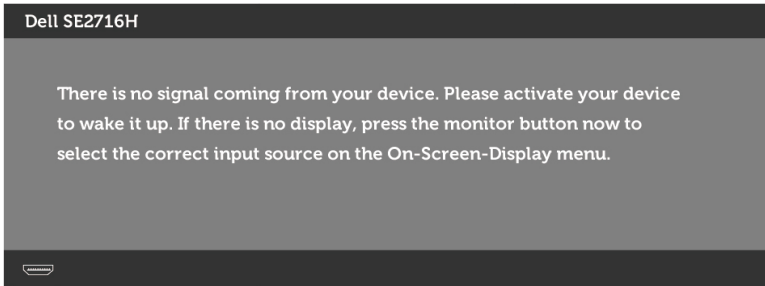 Dell SE2716H
There is no signal coming from your device. Please activate your device
to wake it up. If there is no display, press the monitor button now to
select the correct input source on the On-Screen-Display menu.